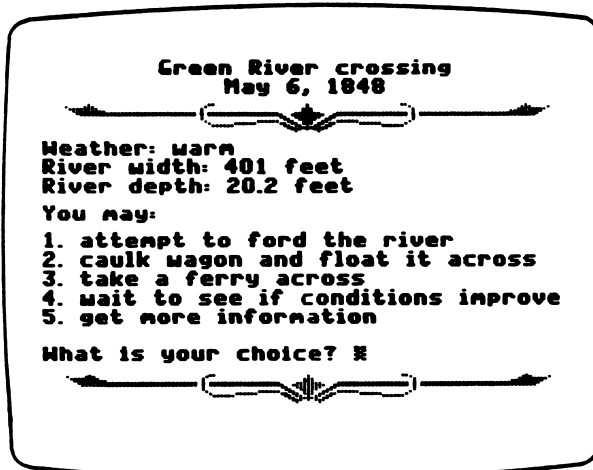 Green River crossing
May 6, 1848
Weather: warm
River width: 401 feet
River depth: 20.2 feet
You may:
1. attempt to ford the river
2. caulk wagon and float it across
3. take a ferry across
4. wait to see if conditions improve
5. get more information
What is your choice?